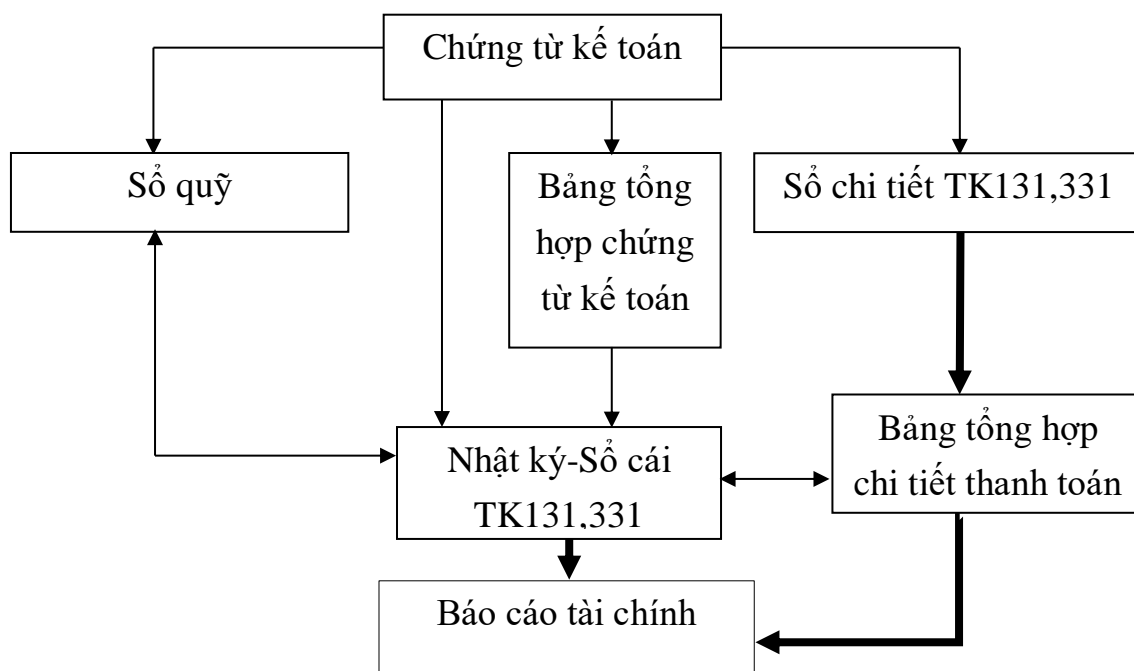 Chứng từ kế toán
Sổ quỹ
Bảng tổng
hợp chứng
từ kế toán
Sổ chi tiết TK131,331
Nhật ký-Sổ cái
TK131,331
Bảng tổng hợp
chi tiết thanh toán
Báo cáo tài chính